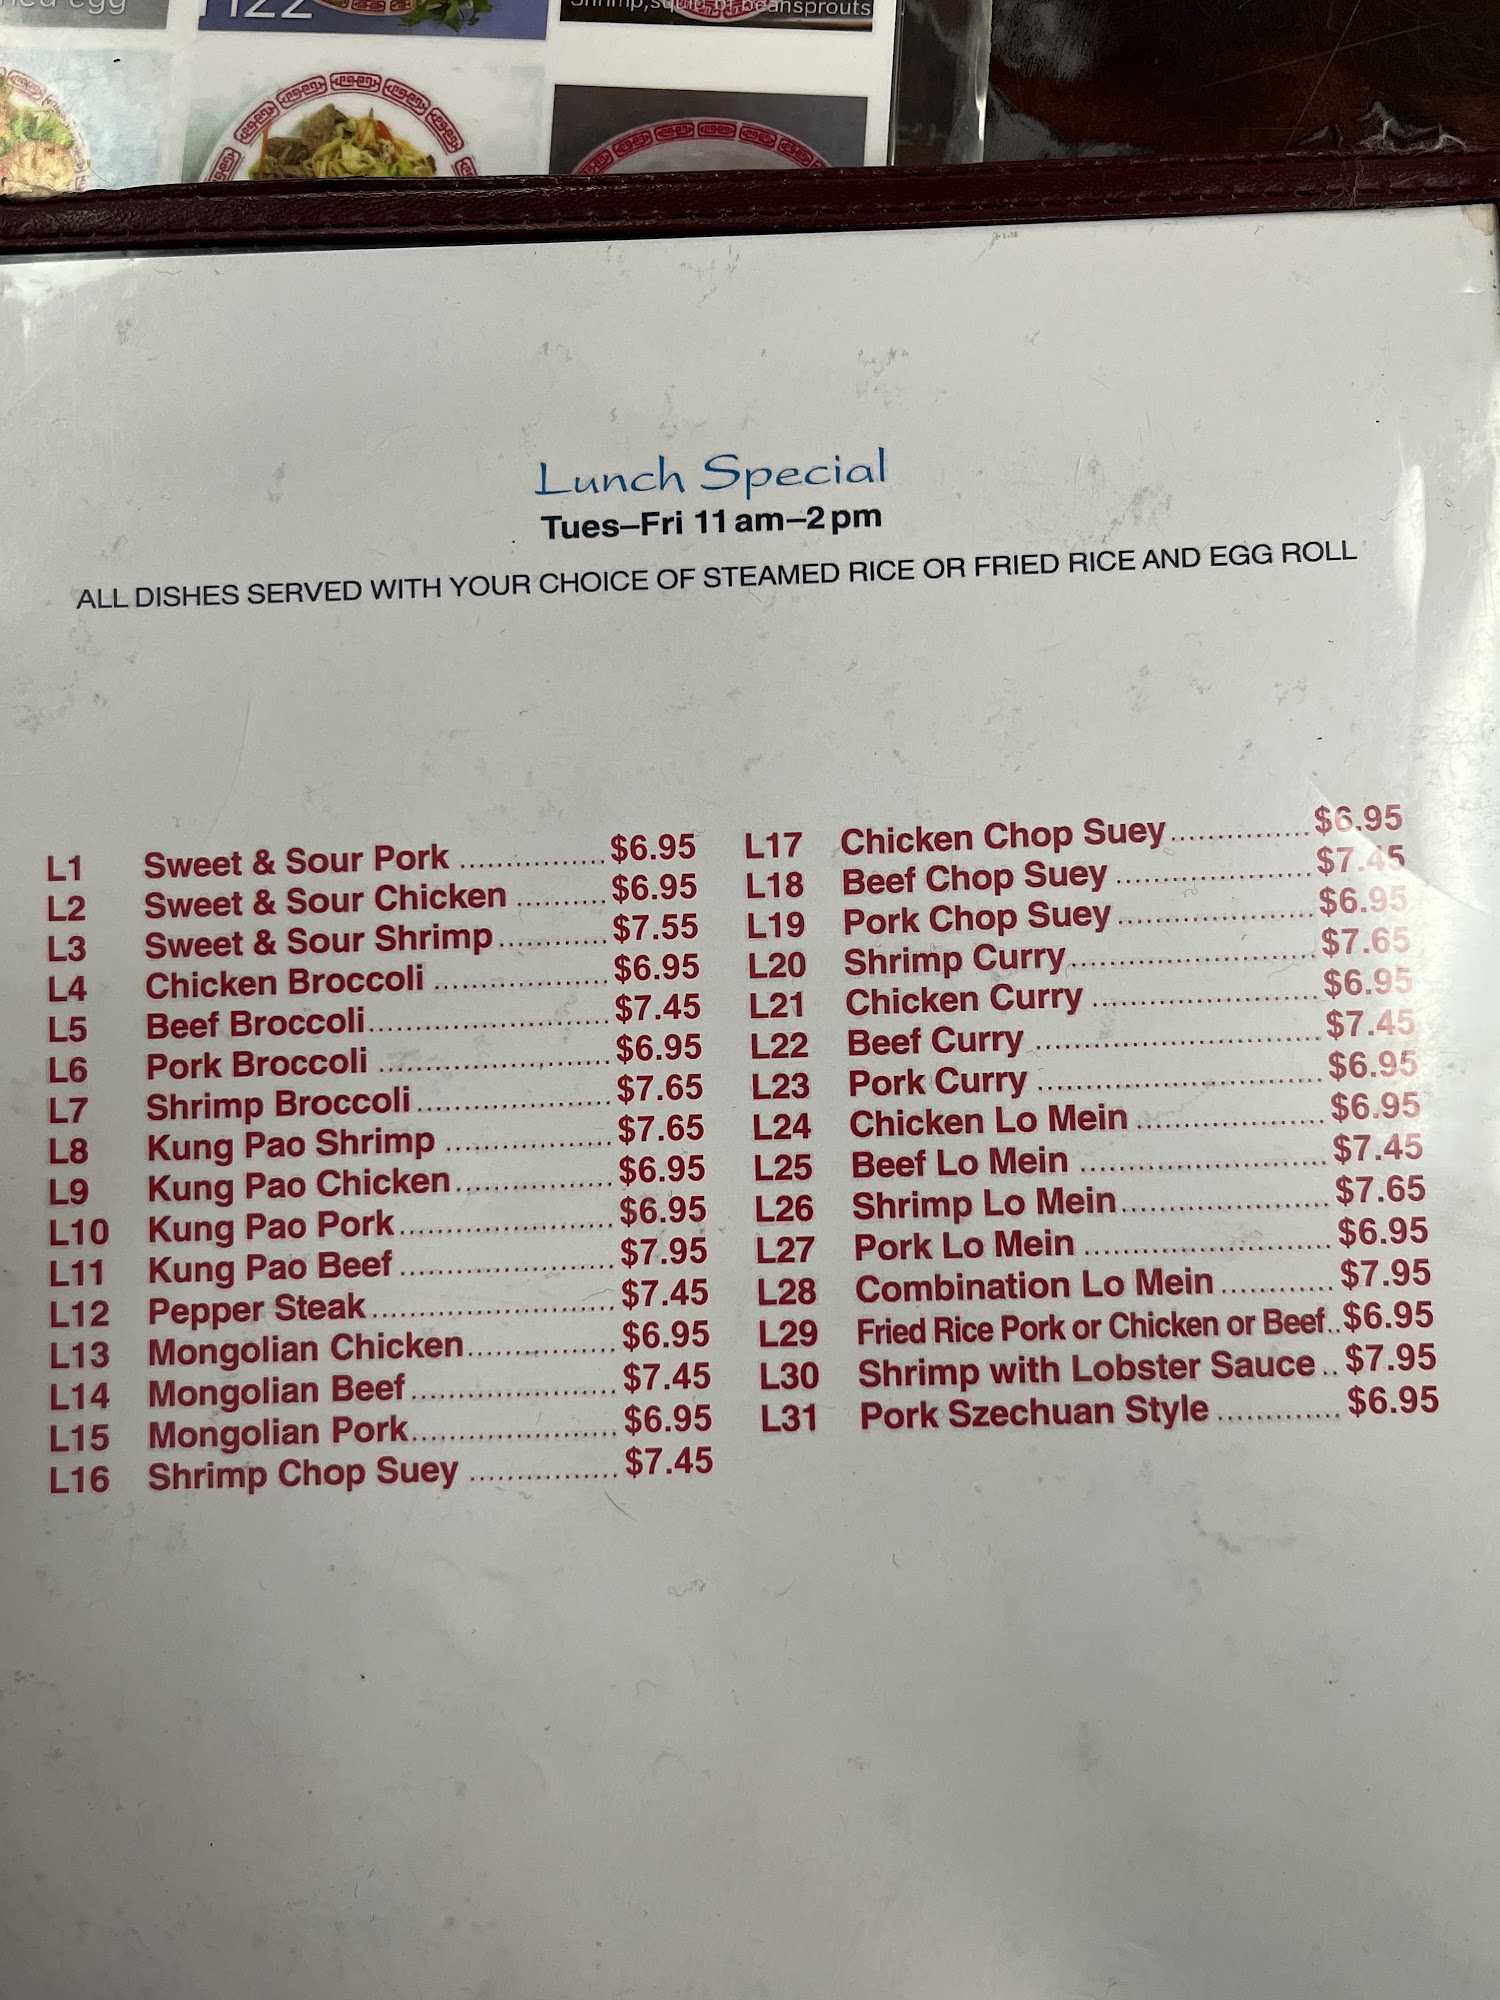 H22
Shrimp, squid, of beansprouts
Lunch Special
Tues–Fri 11 am–2 pm
ALL DISHES SERVED WITH YOUR CHOICE OF STEAMED RICE OR FRIED RICE AND EGG ROLL
L1 Sweet & Sour Pork ................ $6.95
L2 Sweet & Sour Chicken .......... $6.95
L3 Sweet & Sour Shrimp............ $7.55
L4 Chicken Broccoli ................... $6.95
L5 Beef Broccoli.......................... $7.45
L6 Pork Broccoli ......................... $6.95
L7 Shrimp Broccoli ..................... $7.65
L8 Kung Pao Shrimp .................. $7.65
L9 Kung Pao Chicken................. $6.95
L10 Kung Pao Pork....................... $6.95
L11 Kung Pao Beef ....................... $7.95
L12 Pepper Steak .......................... $7.45
L13 Mongolian Chicken................ $6.95
L14 Mongolian Beef ...................... $7.45
L15 Mongolian Pork...................... $6.95
L16 Shrimp Chop Suey ................ $7.45
L17 Chicken Chop Suey............... $6.95
L18 Beef Chop Suey ..................... $7.45
L19 Pork Chop Suey ..................... $6.95
L20 Shrimp Curry.......................... $7.65
L21 Chicken Curry ........................ $6.95
L22 Beef Curry .............................. $7.45
L23 Pork Curry .............................. $6.95
L24 Chicken Lo Mein .................... $6.95
L25 Beef Lo Mein .......................... $7.45
L26 Shrimp Lo Mein...................... $7.65
L27 Pork Lo Mein .......................... $6.95
L28 Combination Lo Mein ............ $7.95
L29 Fried Rice Pork or Chicken or Beef.. $6.95
L30 Shrimp with Lobster Sauce .. $7.95
L31 Pork Szechuan Style ............. $6.95